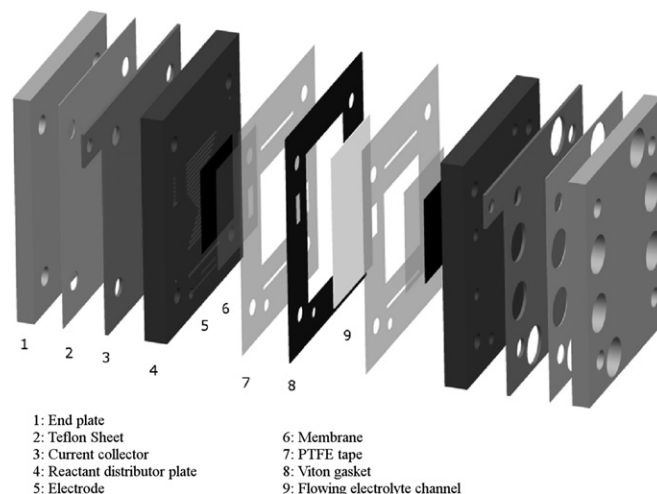 6
9
5
1
2
3
4
7
8
1: End plate
2: Teflon Sheet
3: Current collector
4: Reactant distributor plate
5: Electrode
6: Membrane
7: PTFE tape
8: Viton gasket
9: Flowing electrolyte channel